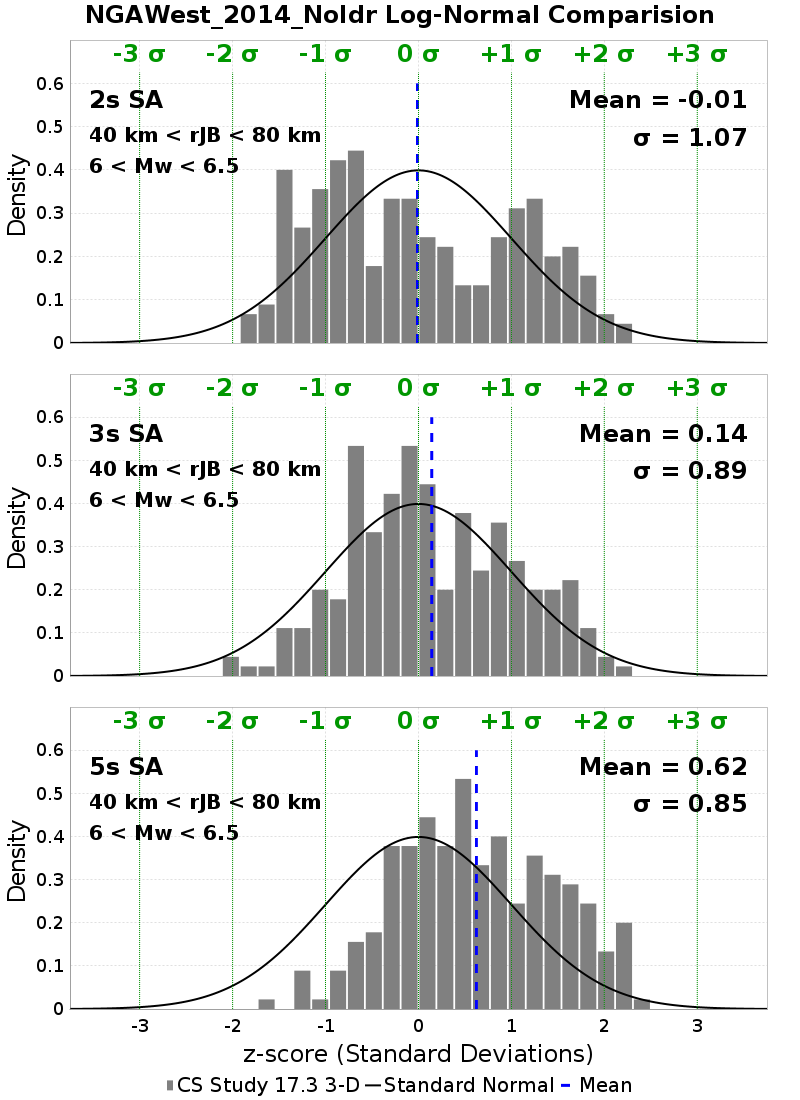 NGAWest_2014_NoIdr Log-Normal Comparision
-3 σ -2 σ -1 σ 0 σ +1 σ +2 σ +3 σ
0.6
2s SA Mean = -0.01
0.5
40 km < rJB < 80 km σ = 1.07
6 < Mw < 6.5
0.4
0.3
0.2
0.1
0
Density
-3 σ -2 σ -1 σ 0 σ +1 σ +2 σ +3 σ
0.6
3s SA Mean = 0.14
0.5
40 km < rJB < 80 km σ = 0.89
6 < Mw < 6.5
0.4
0.3
0.2
0.1
0
Density
-3 σ -2 σ -1 σ 0 σ +1 σ +2 σ +3 σ
0.6
5s SA Mean = 0.62
0.5
40 km < rJB < 80 km σ = 0.85
6 < Mw < 6.5
0.4
0.3
0.2
0.1
0
Density
-3 -2 -1 0 1 2 3
z-score (Standard Deviations)
CS Study 17.3 3-D Standard Normal Mean